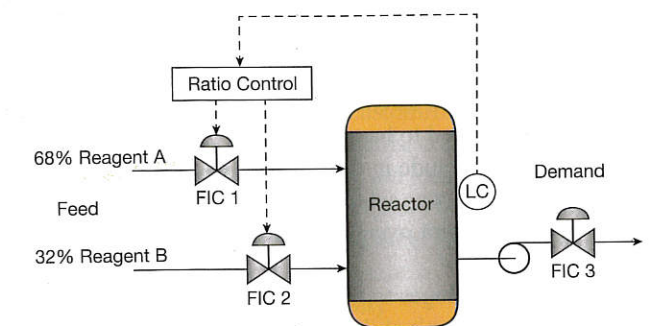 Ratio Control
68% Reagent A
FIC 1
Feed
Reactor
LC
Demand
32% Reagent B
FIC 2
FIC 3